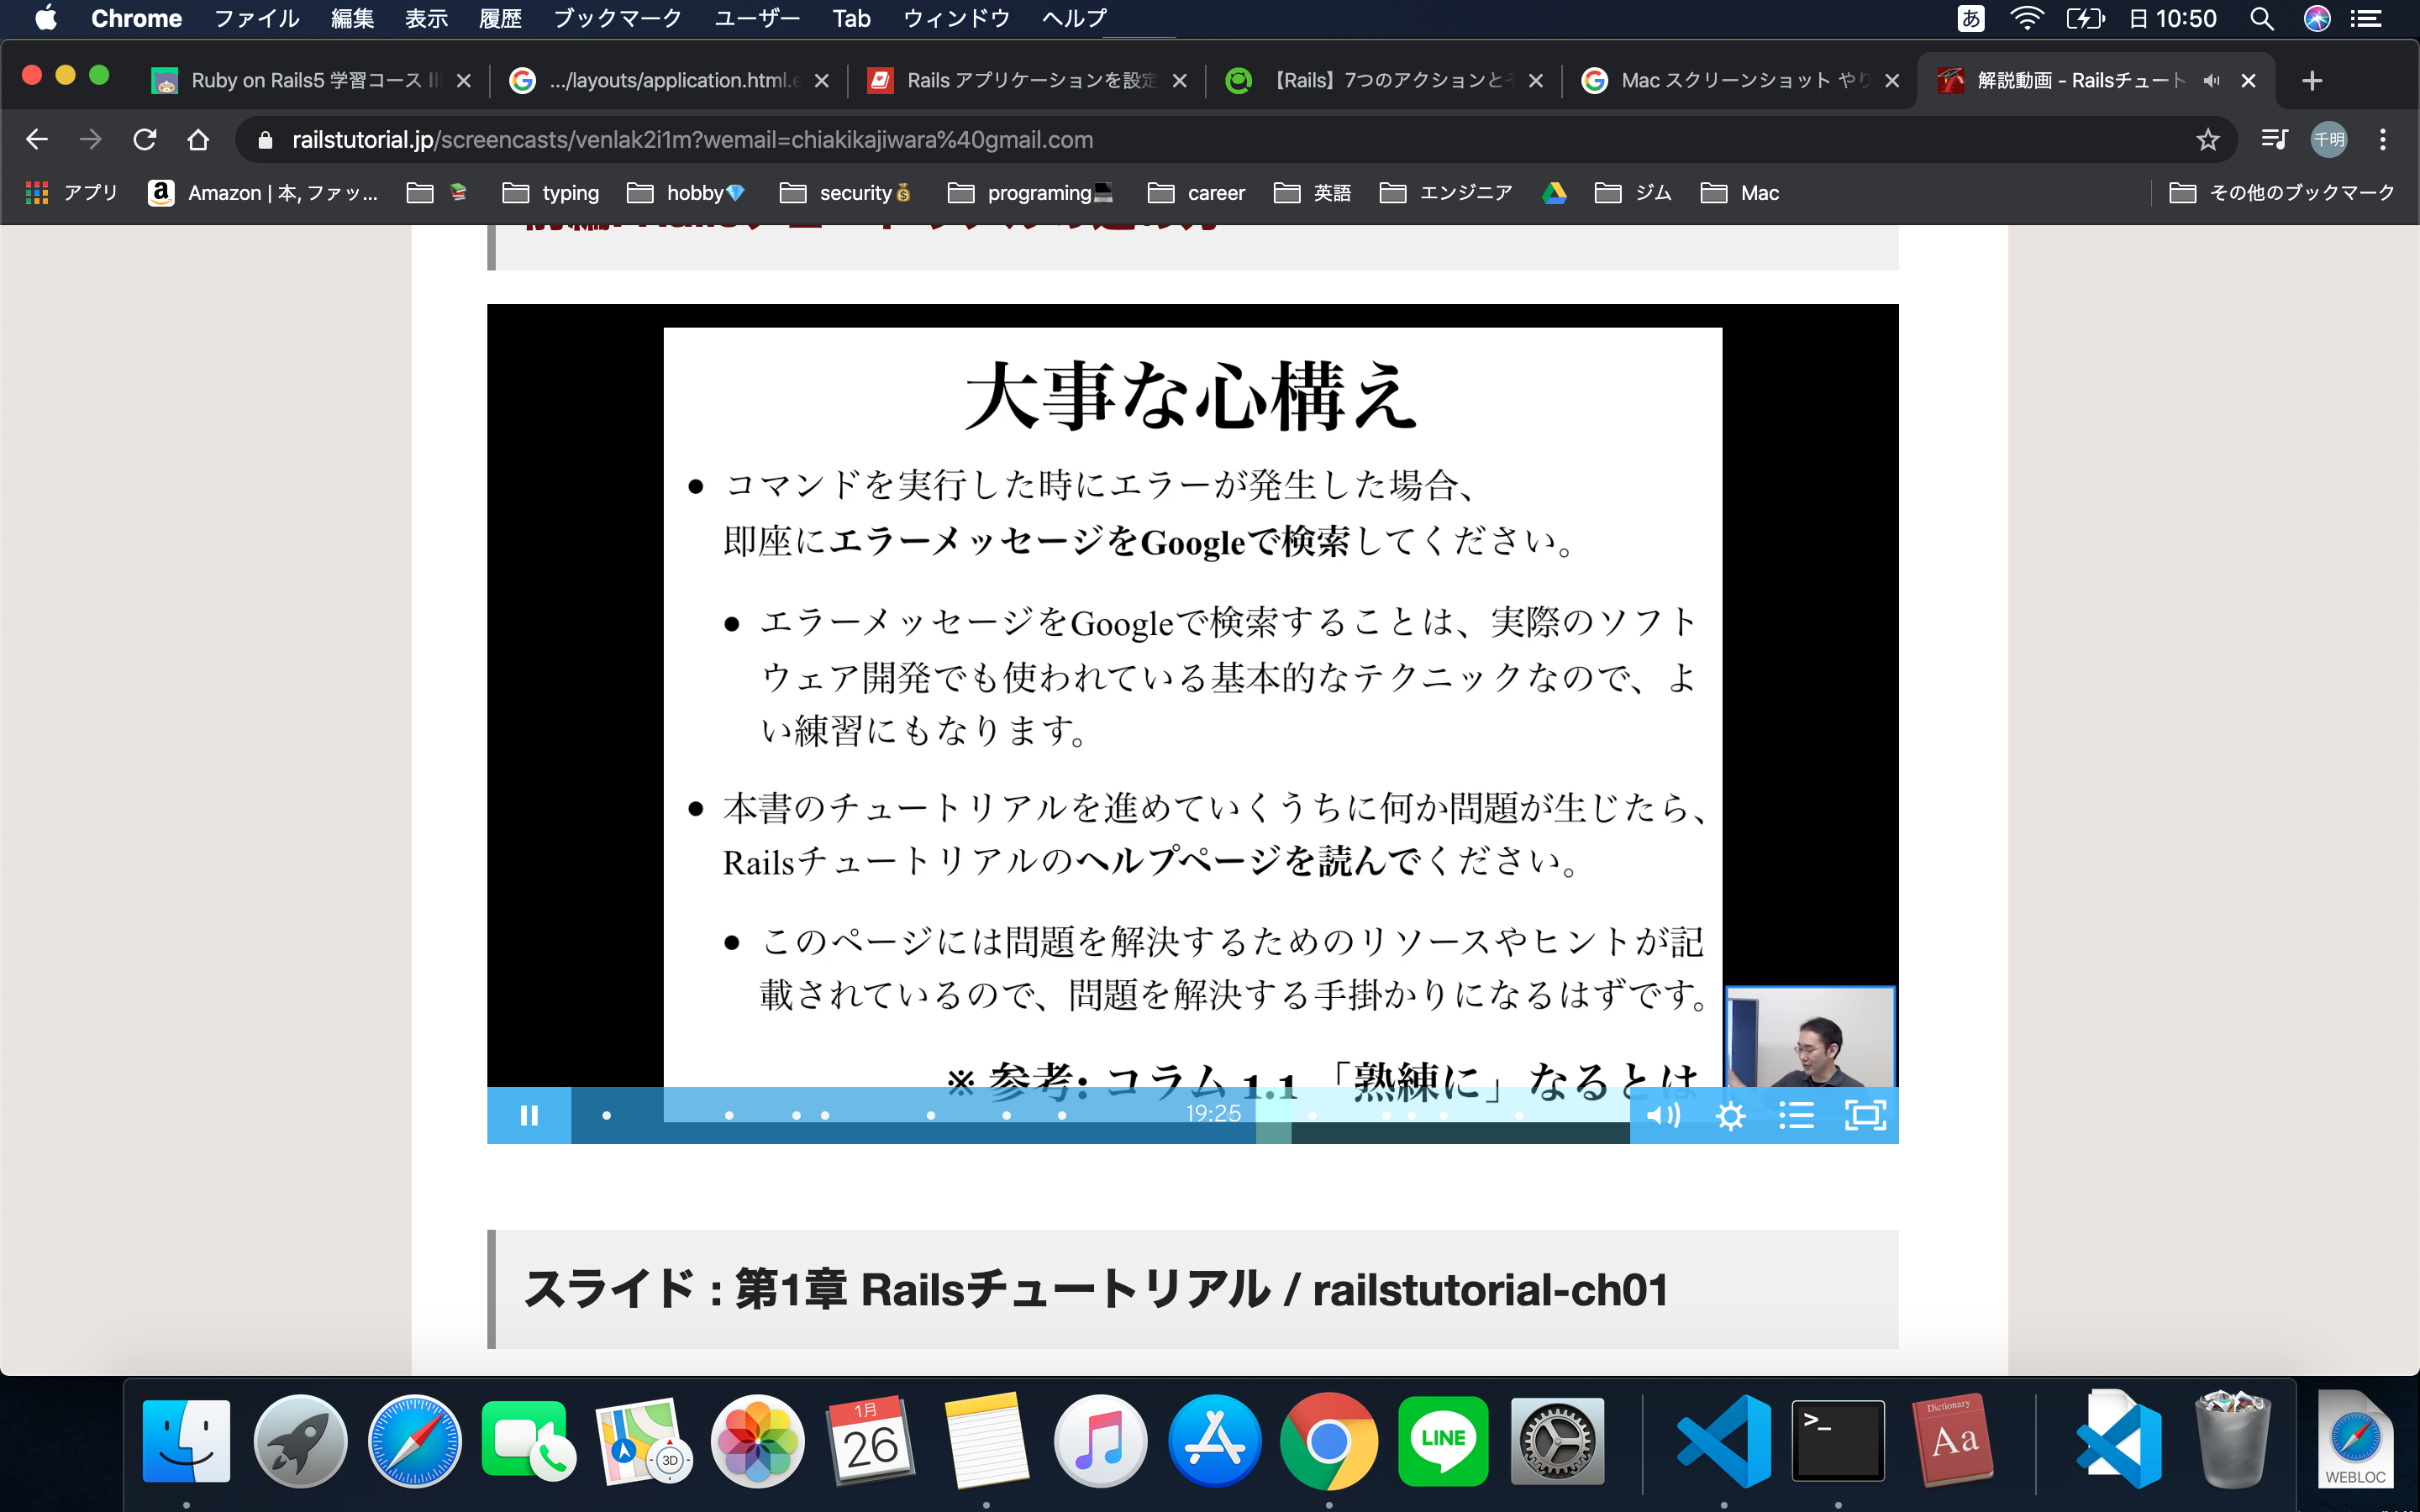 Chrome ファイル 編集 表示 履歴 ブックマーク ユーザー Tab ウィンドウ ヘルプ あ 日 10:50
Ruby on Rails5 学習コース III
.../layouts/application.html.e
Rails アプリケーションを設定
【Rails】7つのアクションとそ
Mac スクリーンショット やり
解説動画 - Railsチュート
railstutorial.jp/screencasts/venlak2i1m?wemail=chiakikajiwara%40gmail.com 千明
アプリ Amazon | 本, ファッ... typing hobby💎 security💰 programing💻 career 英語 エンジニア ジム Mac その他のブックマーク
大事な心構え
● コマンドを実行した時にエラーが発生した場合、
即座にエラーメッセージをGoogleで検索してください。
● エラーメッセージをGoogleで検索することは、実際のソフト
ウェア開発でも使われている基本的なテクニックなので、よ
い練習にもなります。
● 本書のチュートリアルを進めていくうちに何か問題が生じたら、
Railsチュートリアルのヘルプページを読んでください。
● このページには問題を解決するためのリソースやヒントが記
載されているので、問題を解決する手掛かりになるはずです。
※ 参考: コラム 1.1 「熟練に」なるとは
19:25
スライド : 第1章 Railsチュートリアル / railstutorial-ch01
3D
1月
26
LINE
>_
Dictionary
Aa
WEBLOC